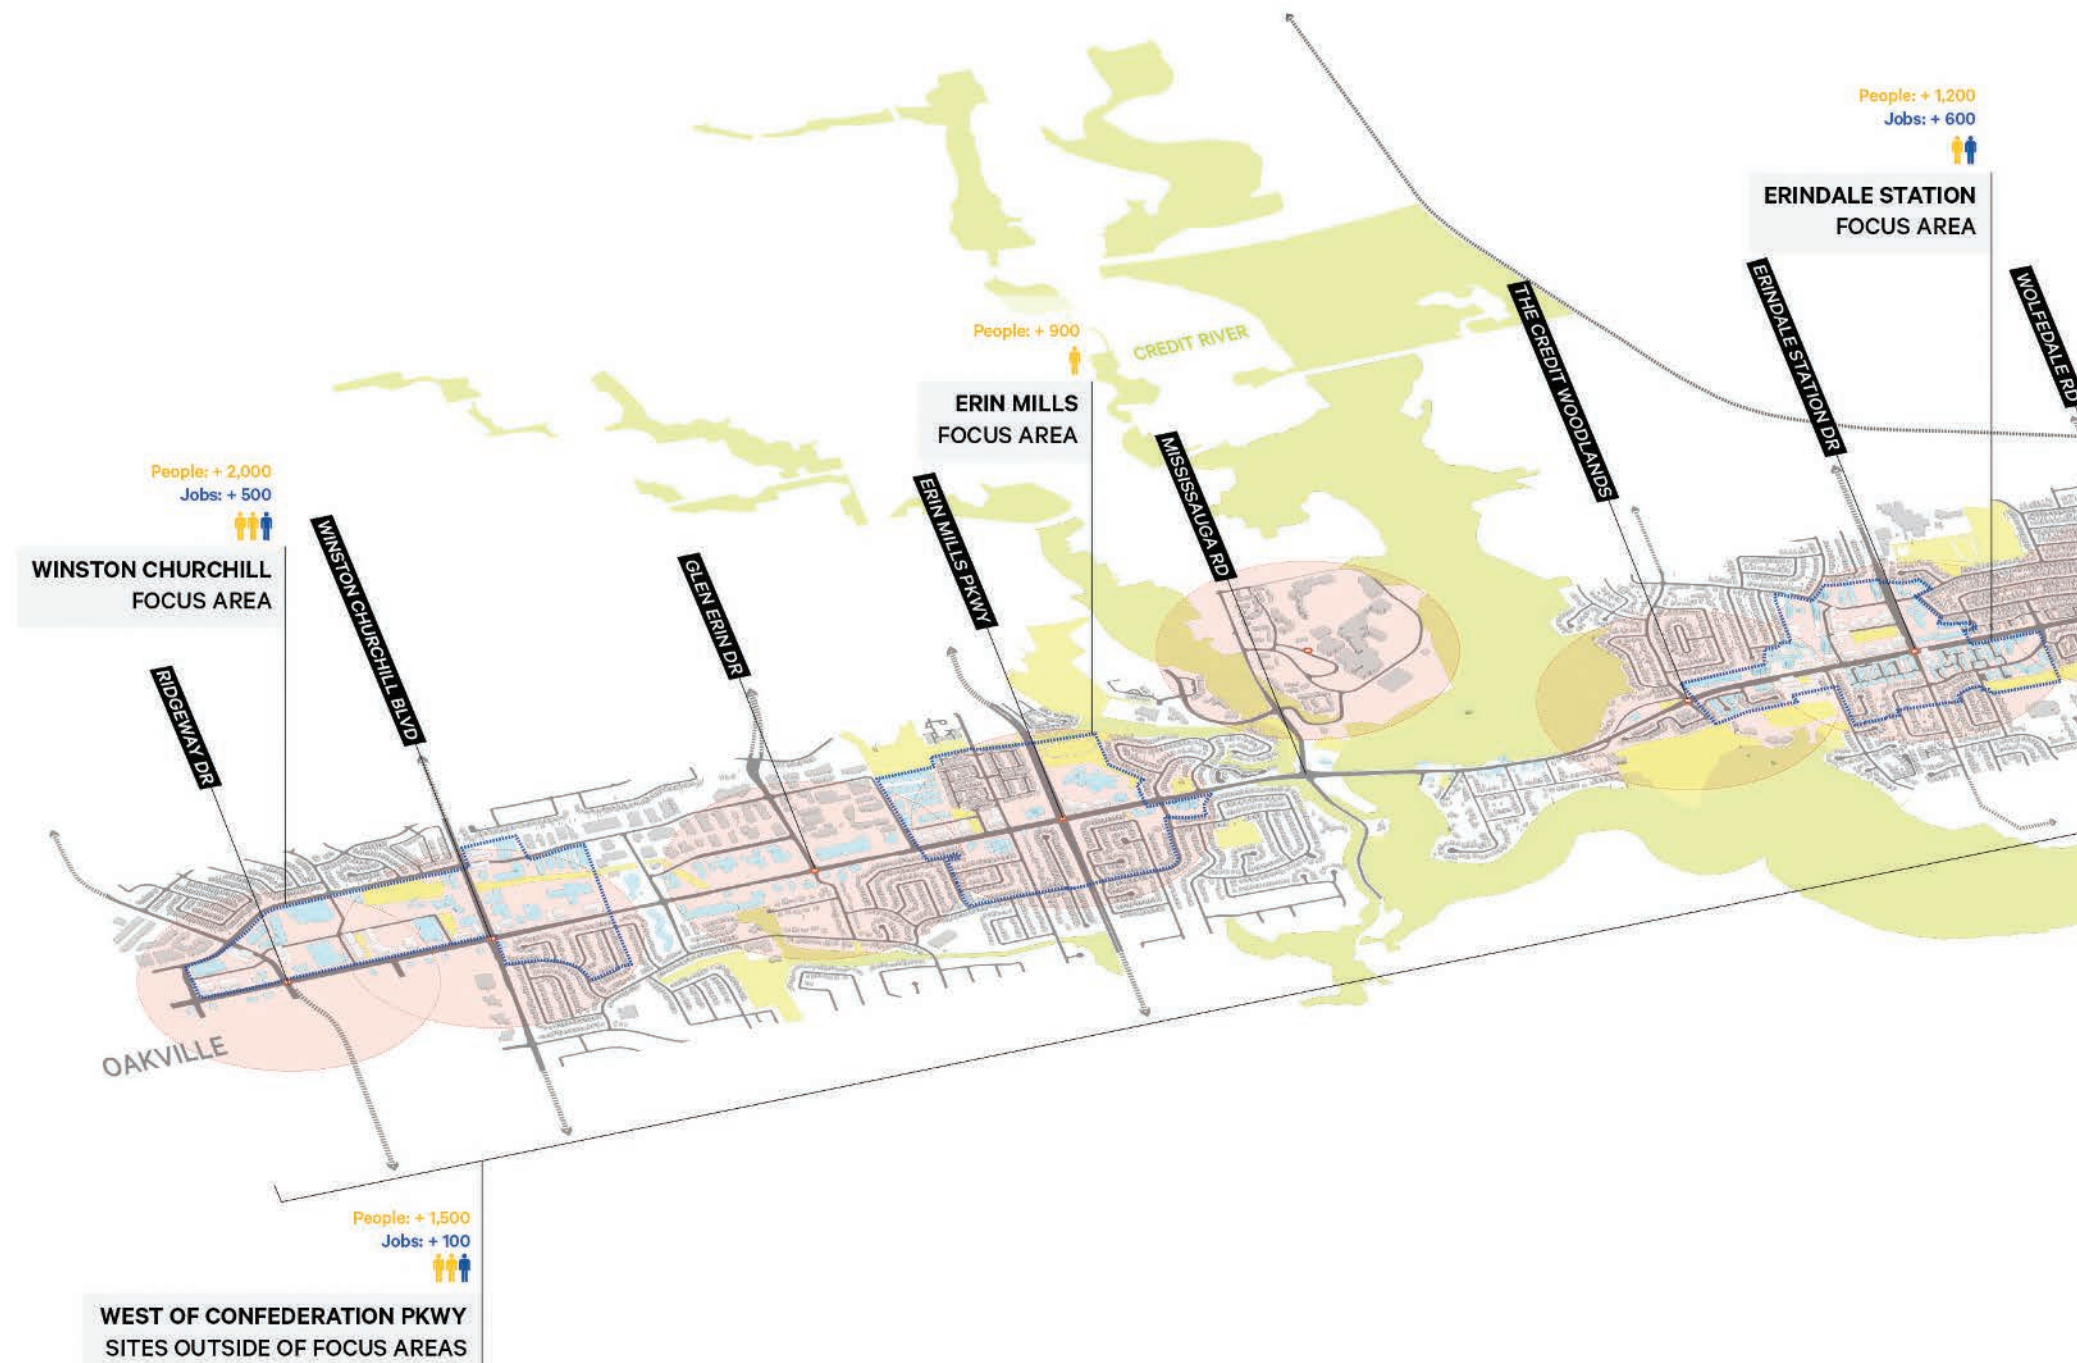 People: + 1,200
Jobs: + 600
ERINDALE STATION
FOCUS AREA
People: + 900
ERIN MILLS
FOCUS AREA
CREDIT RIVER
People: + 2,000
Jobs: + 500
WINSTON CHURCHILL
FOCUS AREA
RIDGEWAY DR
WINSTON CHURCHILL BLVD
GLEN ERIN DR
ERIN MILLS PKWY
MISSISSAUGA RD
THE CREDIT WOODLANDS
ERINDALE STATION DR
WOLFEDALE RD
OAKVILLE
People: + 1,500
Jobs: + 100
WEST OF CONFEDERATION PKWY
SITES OUTSIDE OF FOCUS AREAS